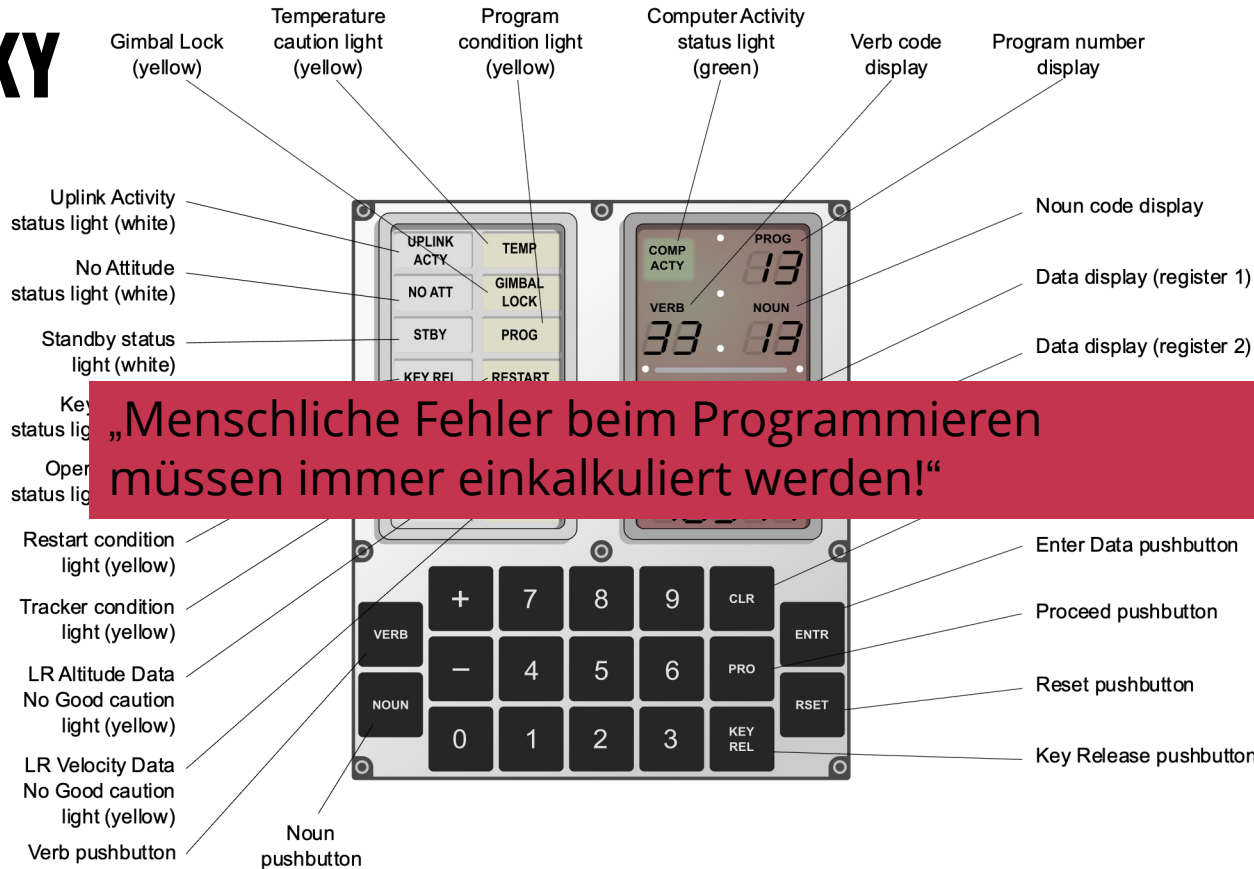 KY
Gimbal Lock
(yellow)
Temperature
caution light
(yellow)
Program
condition light
(yellow)
Computer Activity
status light
(green)
Verb code
display
Program number
display
Uplink Activity
status light (white)
No Attitude
status light (white)
Standby status
light (white)
Key
status lig
Oper
status lig
Restart condition
light (yellow)
Tracker condition
light (yellow)
LR Altitude Data
No Good caution
light (yellow)
LR Velocity Data
No Good caution
light (yellow)
Verb pushbutton
Noun
pushbutton
UPLINK
ACTY
TEMP
NO ATT
GIMBAL
LOCK
STBY
PROG
KEY REL
RESTART
COMP
ACTY
PROG
13
VERB
NOUN
33
13
„Menschliche Fehler beim Programmieren
müssen immer einkalkuliert werden!“
Noun code display
Data display (register 1)
Data display (register 2)
Enter Data pushbutton
Proceed pushbutton
Reset pushbutton
Key Release pushbutton
VERB
NOUN
+ 7 8 9 CLR
− 4 5 6 PRO
0 1 2 3 KEY
REL
ENTR
RSET